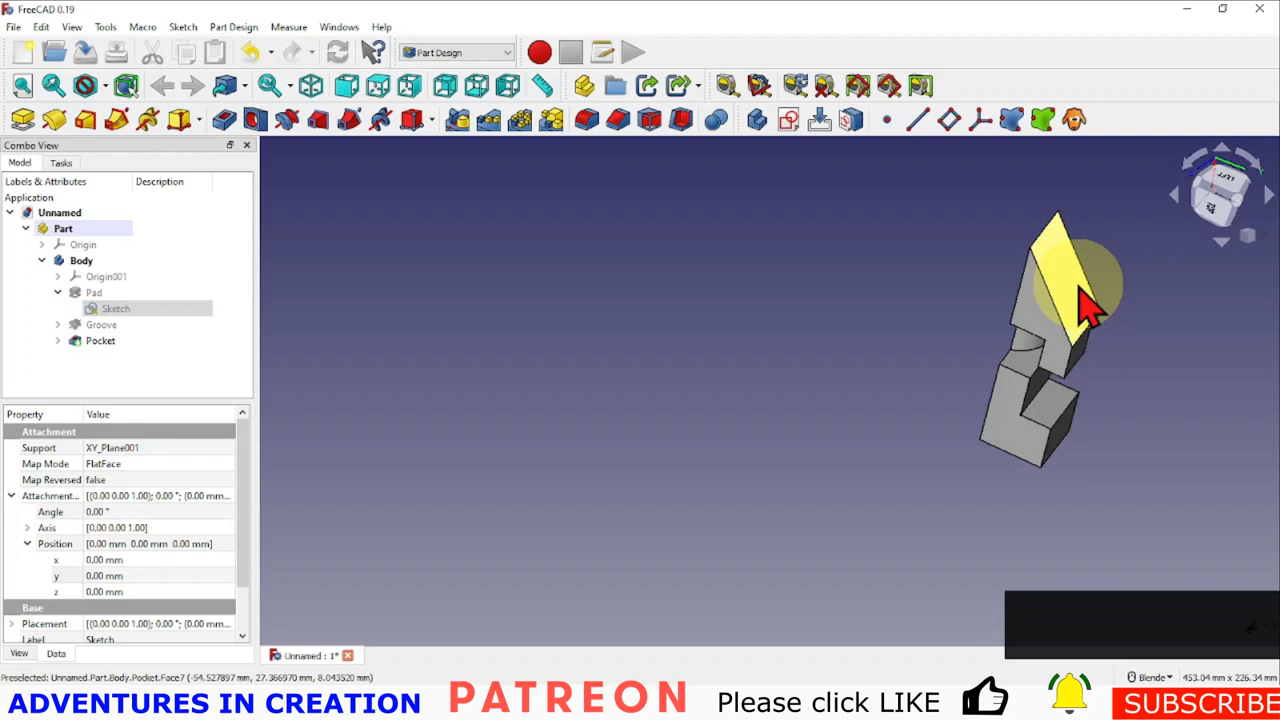 FreeCAD 0.19
File Edit View Tools Macro Sketch Part Design Measure Windows Help
Part Design
Combo View
Model Tasks
Labels & Attributes Description
Application
Unnamed
Part
Origin
Body
Origin001
Pad
Sketch
Groove
Pocket
LEFT
Property Value
Attachment
Support XY_Plane001
Map Mode FlatFace
Map Reversed false
Attachment... [(0.00 0.00 1.00); 0.00 °; (0.00 mm...
Angle 0.00 °
Axis [0.00 0.00 1.00]
Position [0.00 mm 0.00 mm 0.00 mm]
x 0.00 mm
y 0.00 mm
z 0.00 mm
Base
Placement [(0.00 0.00 1.00); 0.00 °; (0.00 mm...
Label Sketch
View Data
Unnamed : 1*
Preselected: Unnamed.Part.Body.Pocket.Face7 (-54.527897 mm, 27.366970 mm, 8.043520 mm)
Blende 453.04 mm x 226.34 mm
ADVENTURES IN CREATION PATREON Please click LIKE SUBSCRIBE